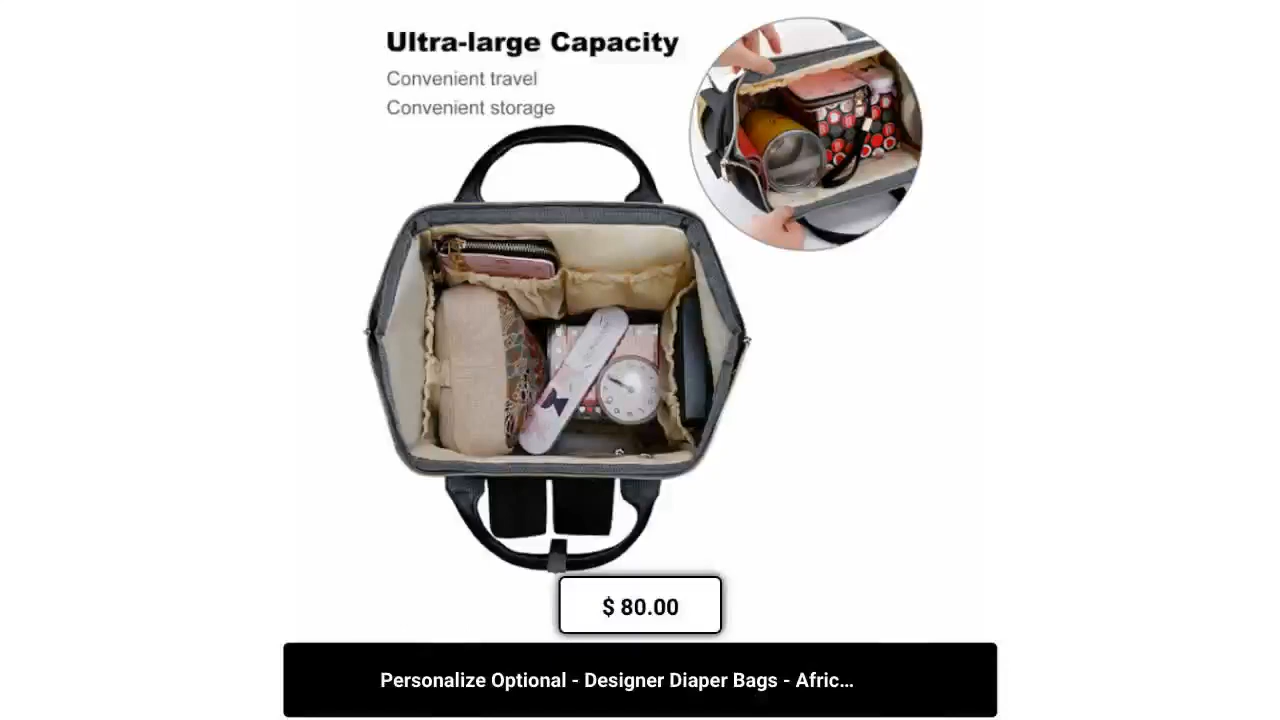 Ultra-large Capacity
Convenient travel
Convenient storage
$ 80.00
Personalize Optional - Designer Diaper Bags - Afric...